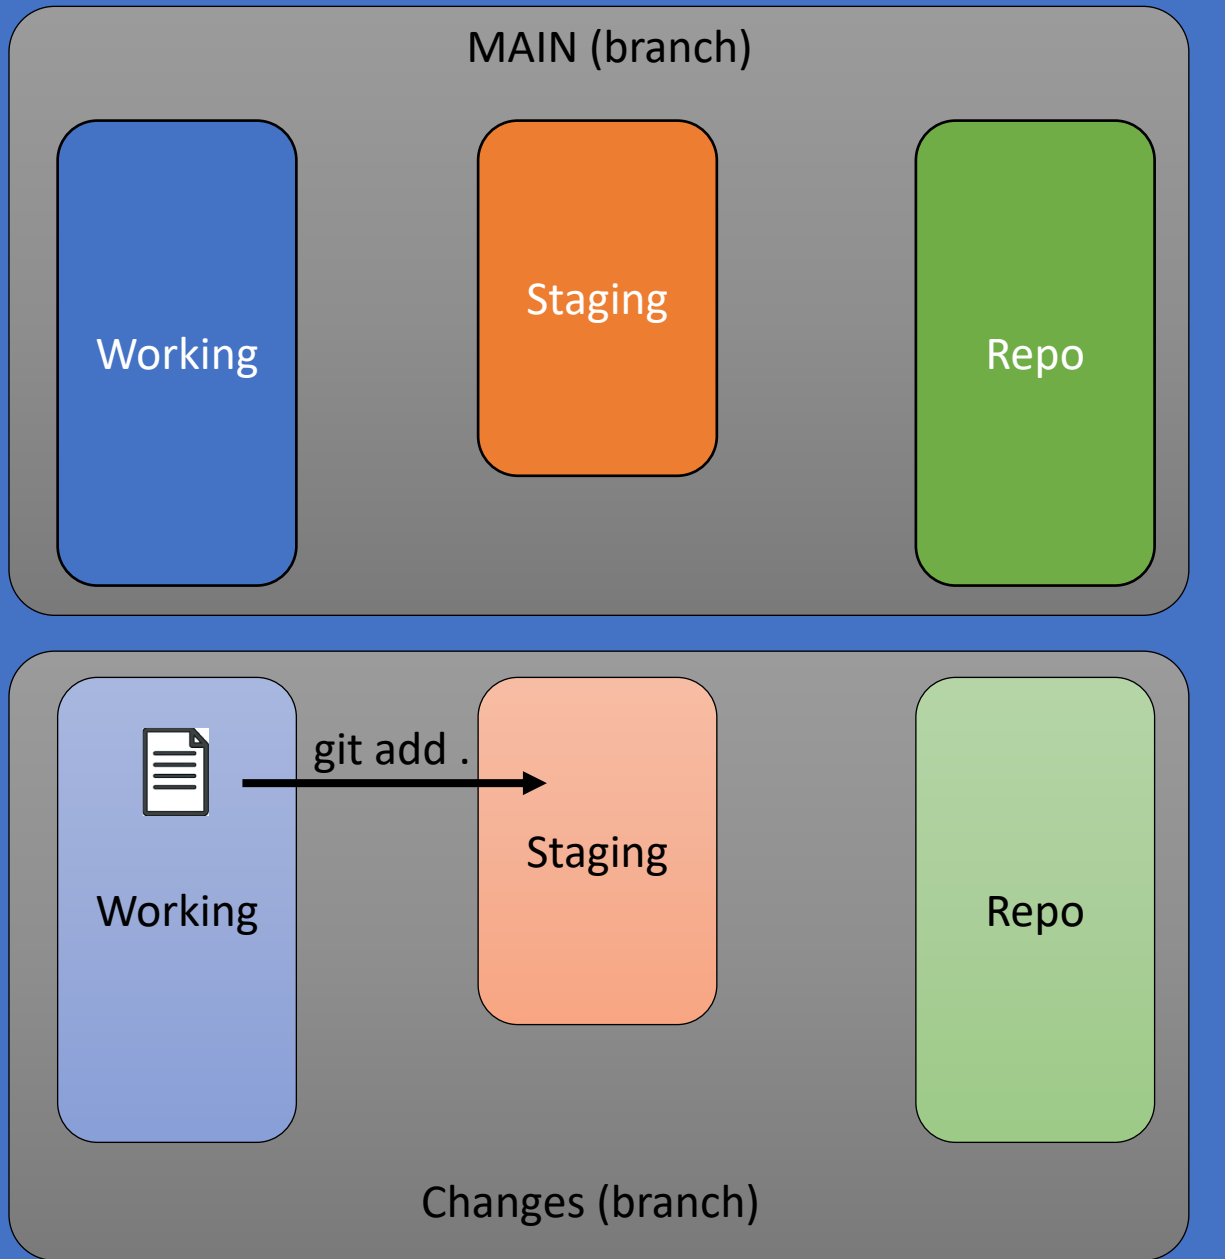 MAIN (branch)
Working
Staging
Repo
git add .
Working
Staging
Repo
Changes (branch)